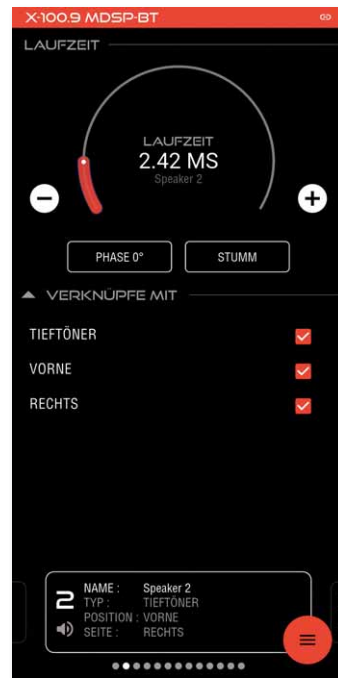 X-100.9 MDSP-BT
LAUFZEIT
LAUFZEIT
2.42 MS
Speaker 2
PHASE 0°
STUMM
VERKNÜPFE MIT
TIEFTÖNER
VORNE
RECHTS
2
NAME : Speaker 2
TYP : TIEFTÖNER
POSITION : VORNE
SEITE : RECHTS